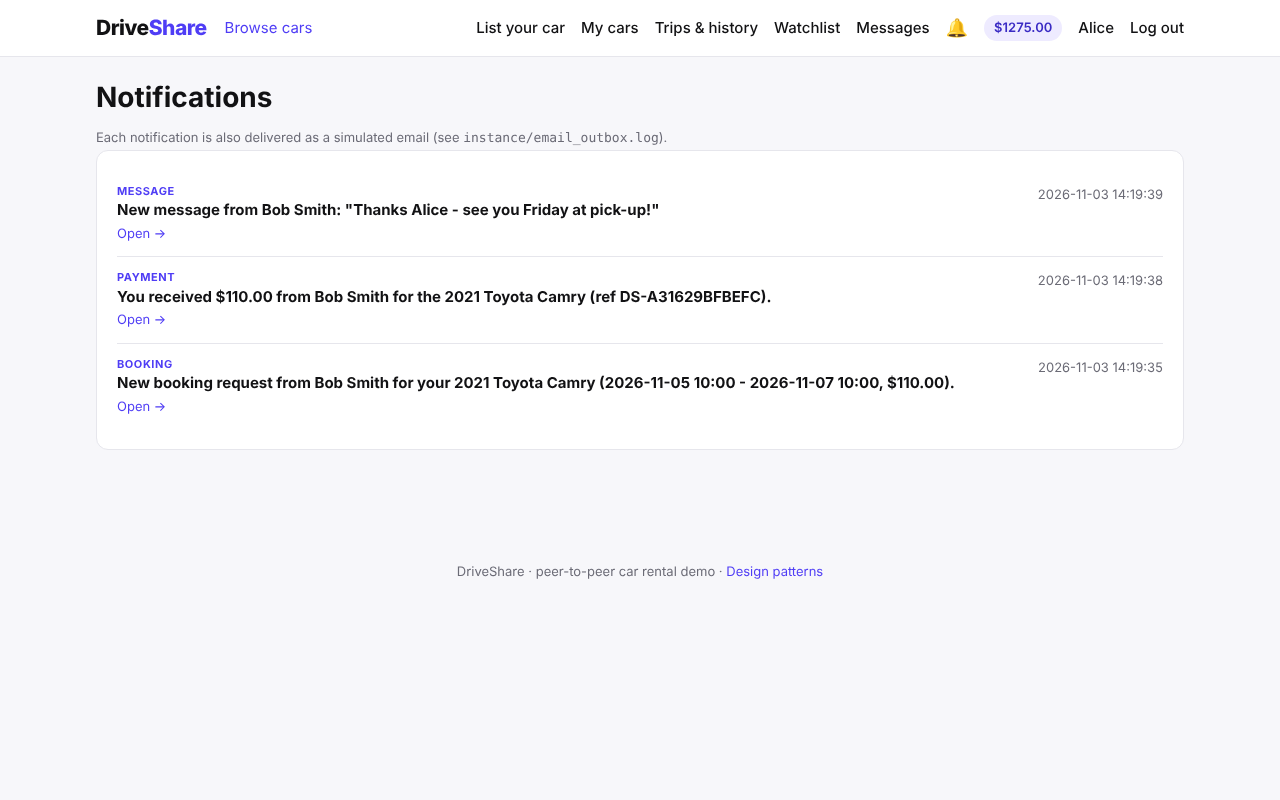 DriveShare Browse cars List your car My cars Trips & history Watchlist Messages $1275.00 Alice Log out
Notifications
Each notification is also delivered as a simulated email (see instance/email_outbox.log).
MESSAGE 2026-11-03 14:19:39
New message from Bob Smith: "Thanks Alice - see you Friday at pick-up!"
Open →
PAYMENT 2026-11-03 14:19:38
You received $110.00 from Bob Smith for the 2021 Toyota Camry (ref DS-A31629BFBEFC).
Open →
BOOKING 2026-11-03 14:19:35
New booking request from Bob Smith for your 2021 Toyota Camry (2026-11-05 10:00 - 2026-11-07 10:00, $110.00).
Open →
DriveShare · peer-to-peer car rental demo · Design patterns